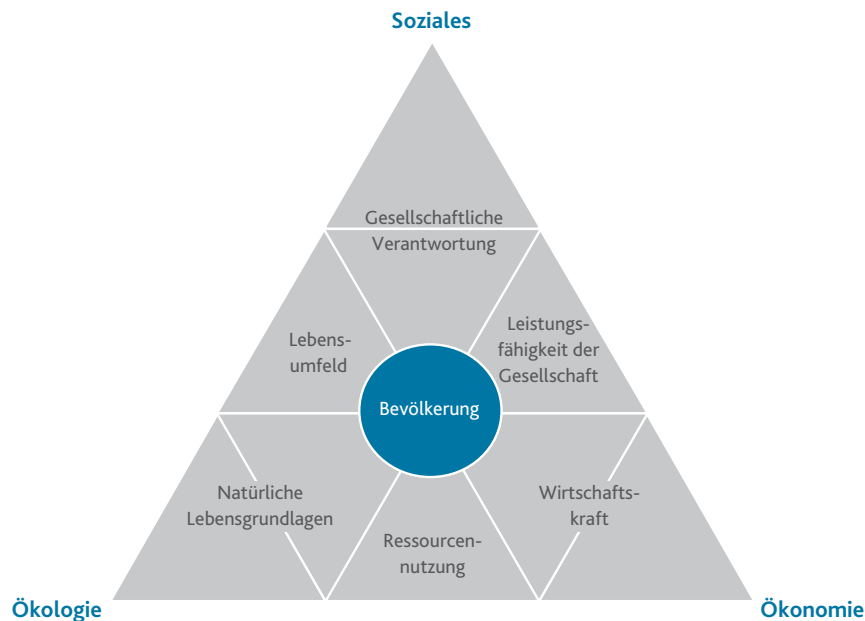 Soziales
Gesellschaftliche
Verantwortung
Lebens-
umfeld
Leistungs-
fähigkeit der
Gesellschaft
Bevölkerung
Natürliche
Lebensgrundlagen
Wirtschafts-
kraft
Ressourcen-
nutzung
Ökologie
Ökonomie